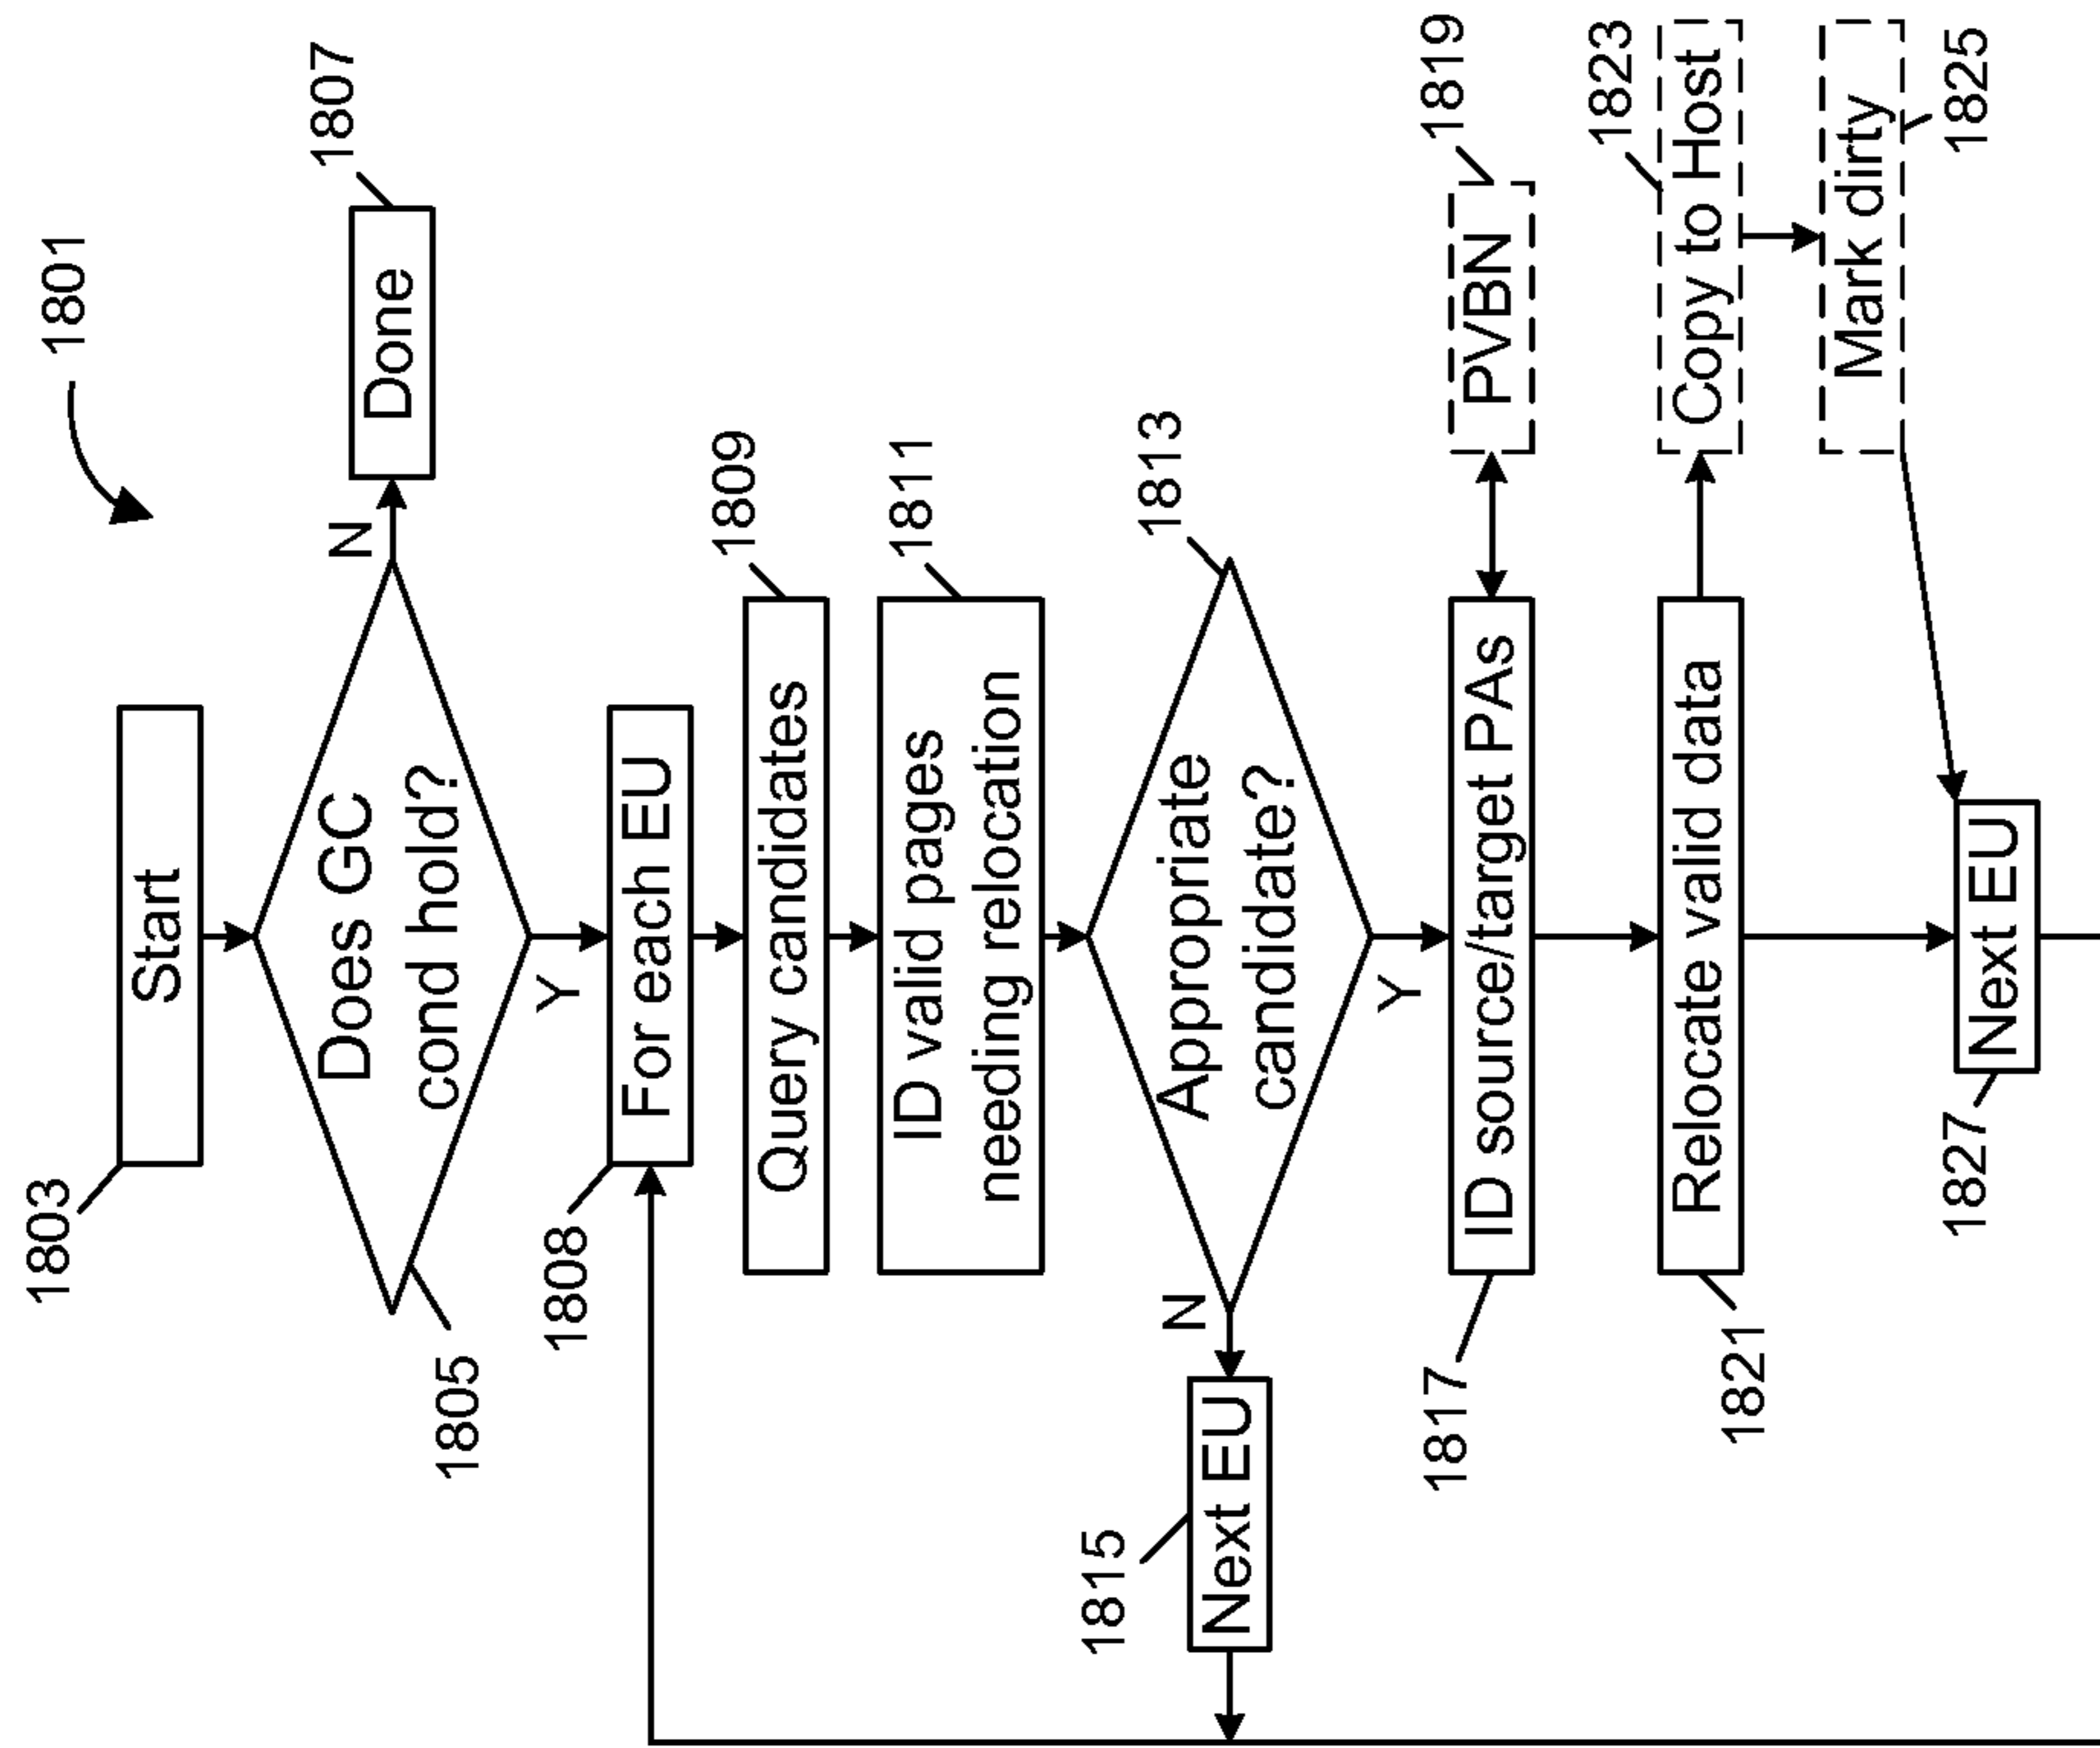 1801
1803
Start
1805
Does GC
cond hold?
N
Done
1807
Y
1808
For each EU
1809
Query candidates
1811
ID valid pages
needing relocation
1813
Appropriate
candidate?
N
1815
Next EU
Y
1817
ID source/target PAs
1819
PVBN
1821
Relocate valid data
1823
Copy to Host
Mark dirty
1825
1827
Next EU